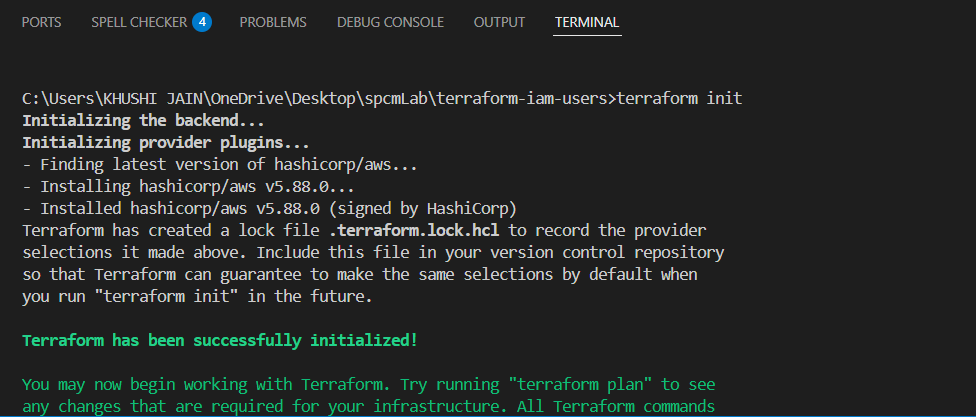 PORTS SPELL CHECKER 4 PROBLEMS DEBUG CONSOLE OUTPUT TERMINAL
C:\Users\KHUSHI JAIN\OneDrive\Desktop\spcmLab\terraform-iam-users>terraform init
Initializing the backend...
Initializing provider plugins...
- Finding latest version of hashicorp/aws...
- Installing hashicorp/aws v5.88.0...
- Installed hashicorp/aws v5.88.0 (signed by HashiCorp)
Terraform has created a lock file .terraform.lock.hcl to record the provider
selections it made above. Include this file in your version control repository
so that Terraform can guarantee to make the same selections by default when
you run "terraform init" in the future.
Terraform has been successfully initialized!
You may now begin working with Terraform. Try running "terraform plan" to see
any changes that are required for your infrastructure. All Terraform commands